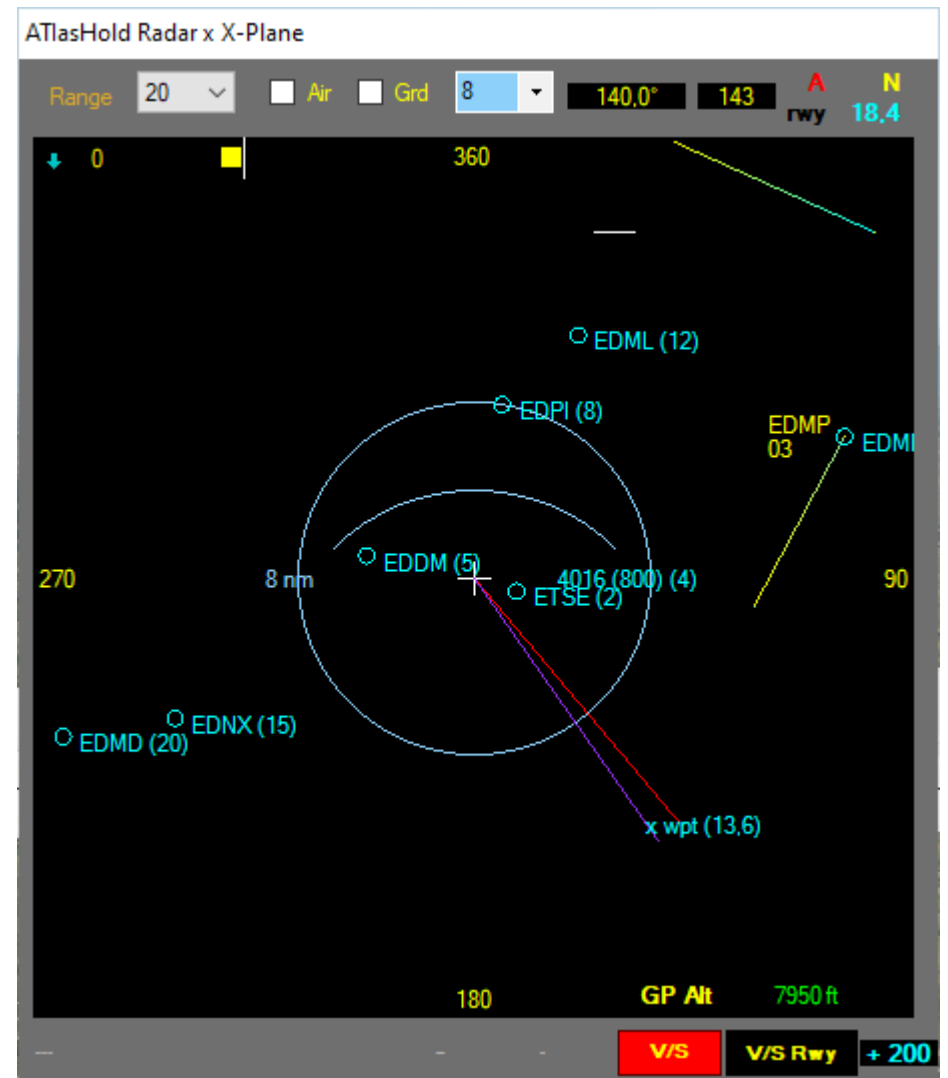 ATlasHold Radar x X-Plane
Range 20 Air Grd 8 140,0° 143 A N
rwy 18,4
0 360
EDML (12)
EDPI (8)
EDMP
03 EDMI
EDDM (5)
270 8 nm 4016 (800) (4) 90
ETSE (2)
EDNX (15)
EDMD (20)
x wpt (13,6)
180 GP Alt 7950 ft
--- - - V/S V/S Rwy + 200